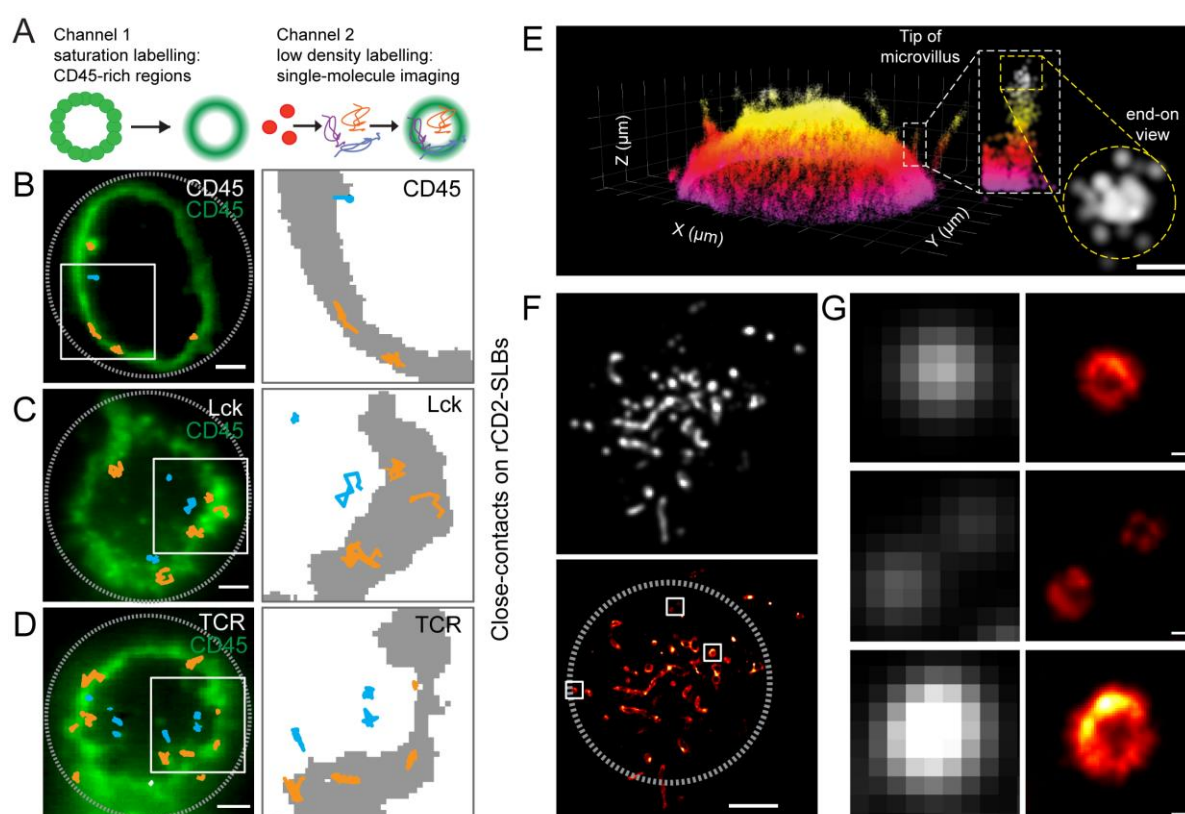 A
Channel 1
saturation labelling:
CD45-rich regions
Channel 2
low density labelling:
single-molecule imaging
B
CD45
CD45
CD45
C
Lck
CD45
Lck
D
TCR
CD45
TCR
Close-contacts on rCD2-SLBs
E
Tip of
microvillus
end-on
view
Z (µm)
X (µm)
Y (µm)
F
G